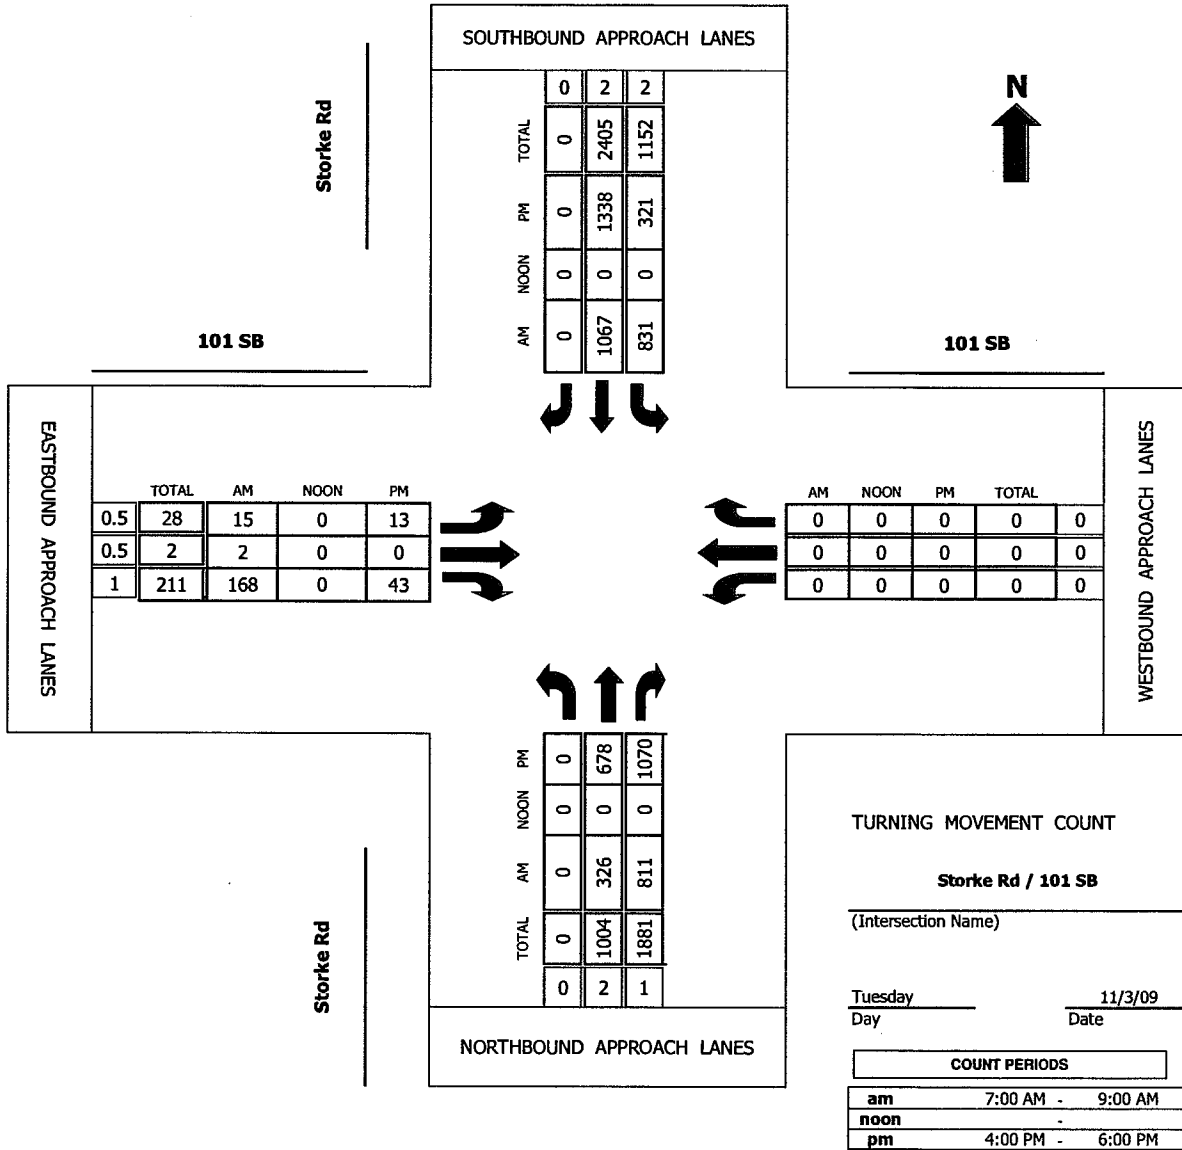 SOUTHBOUND APPROACH LANES
0 2 2
TOTAL 0 2405 1152
PM 0 1338 321
NOON 0 0 0
AM 0 1067 831
Storke Rd
N
101 SB
101 SB
EASTBOUND APPROACH LANES
TOTAL AM NOON PM
0.5 28 15 0 13
0.5 2 2 0 0
1 211 168 0 43
AM NOON PM TOTAL
0 0 0 0 0
0 0 0 0 0
0 0 0 0 0
WESTBOUND APPROACH LANES
PM 0 678 1070
NOON 0 0 0
AM 0 326 811
TOTAL 0 1004 1881
0 2 1
Storke Rd
NORTHBOUND APPROACH LANES
TURNING MOVEMENT COUNT
Storke Rd / 101 SB
(Intersection Name)
Tuesday 11/3/09
Day Date
COUNT PERIODS
am 7:00 AM - 9:00 AM
noon -
pm 4:00 PM - 6:00 PM